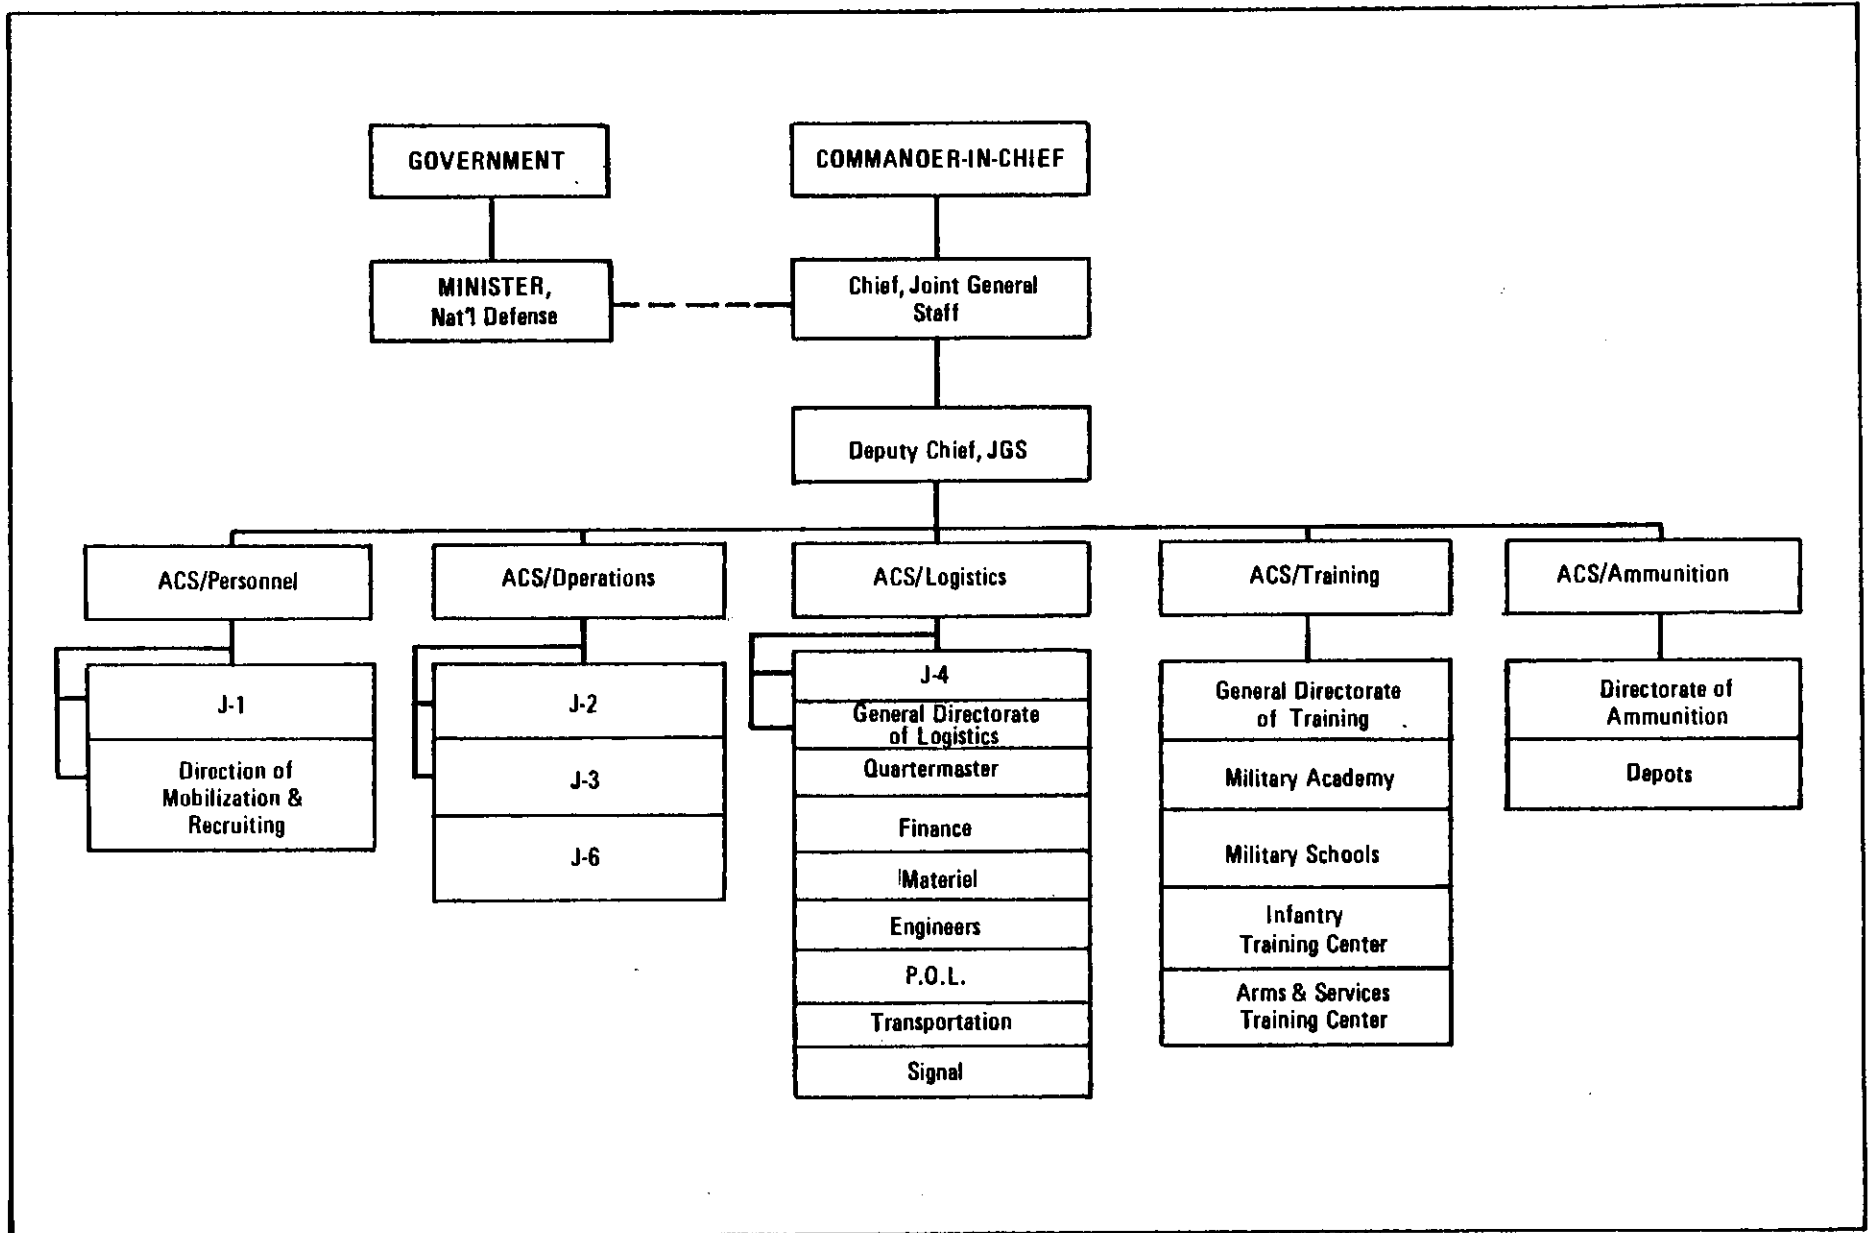 GOVERNMENT
COMMANOER-IN-CHIEF
MINISTER,
Nat'l Defense
Chief, Joint General
Staff
Deputy Chief, JGS
ACS/Personnel
ACS/Operations
ACS/Logistics
ACS/Training
ACS/Ammunition
J-1
Direction of
Mobilization &
Recruiting
J-2
J-3
J-6
J-4
General Directorate
of Logistics
Quartermaster
Finance
Materiel
Engineers
P.O.L.
Transportation
Signal
General Directorate
of Training
Military Academy
Military Schools
Infantry
Training Center
Arms & Services
Training Center
Directorate of
Ammunition
Depots